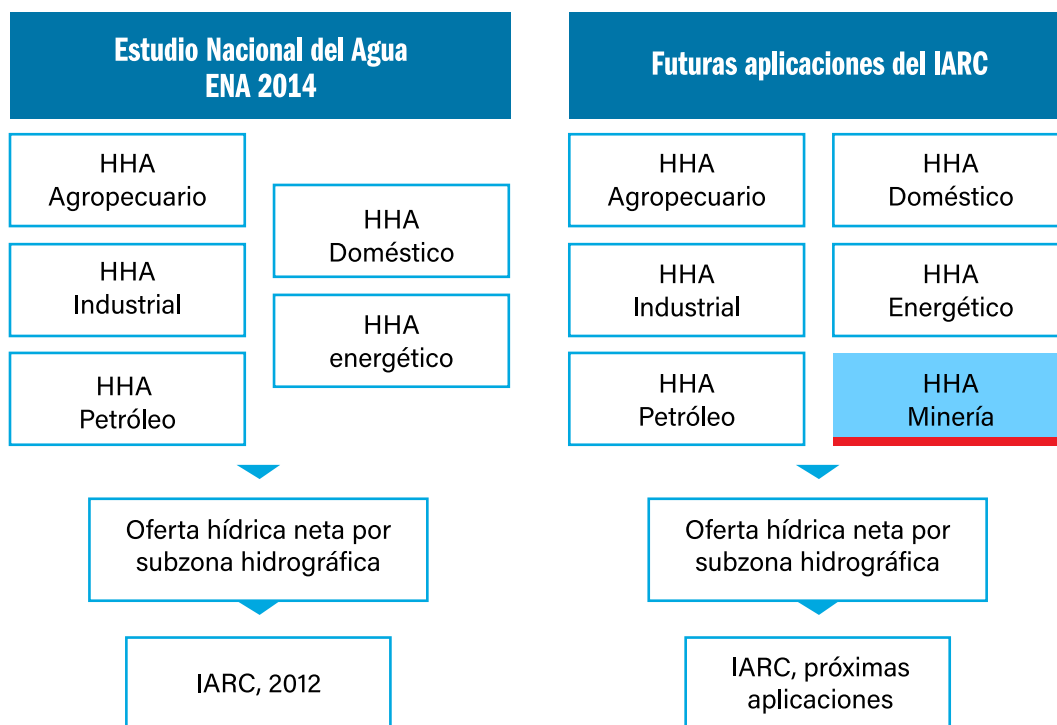 Estudio Nacional del Agua
ENA 2014
HHA
Agropecuario
HHA
Industrial
HHA
Petróleo
HHA
Doméstico
HHA
energético
Oferta hídrica neta por
subzona hidrográfica
IARC, 2012
Futuras aplicaciones del IARC
HHA
Agropecuario
HHA
Doméstico
HHA
Industrial
HHA
Energético
HHA
Petróleo
HHA
Minería
Oferta hídrica neta por
subzona hidrográfica
IARC, próximas
aplicaciones